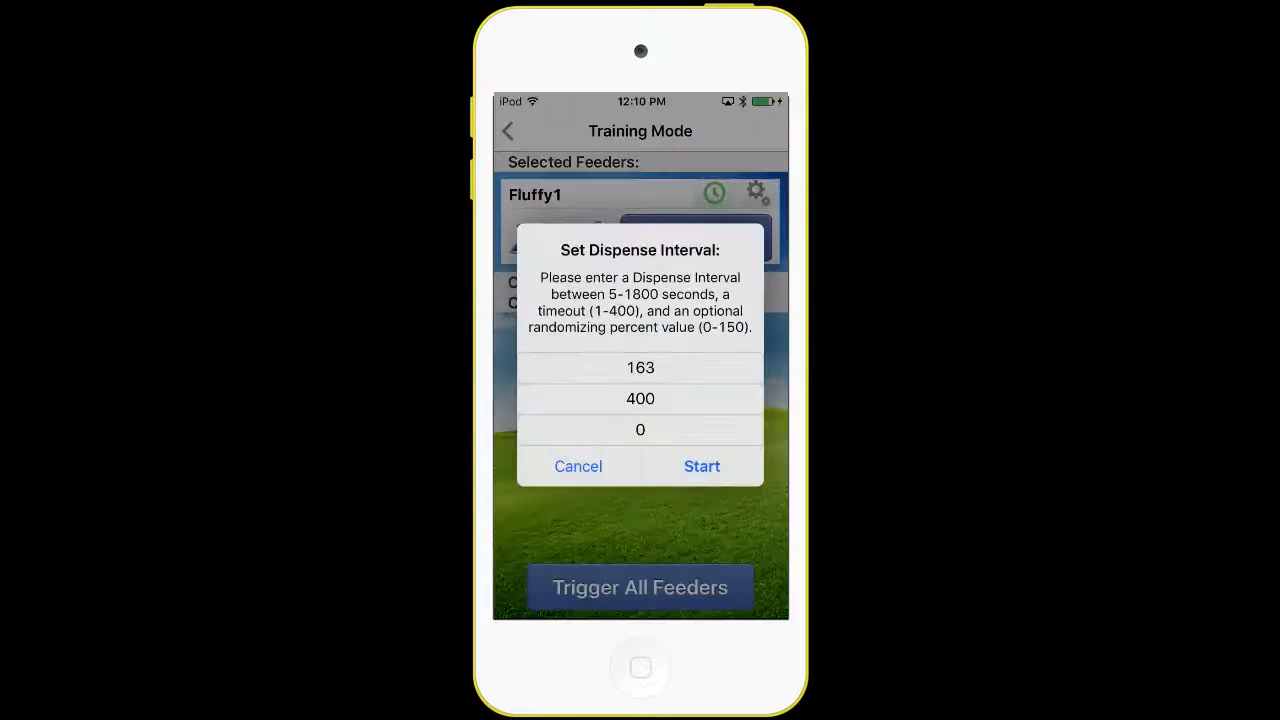 iPod 12:10 PM
Training Mode
Selected Feeders:
Fluffy1
Set Dispense Interval:
Please enter a Dispense Interval
between 5-1800 seconds, a
timeout (1-400), and an optional
randomizing percent value (0-150).
163
400
0
Cancel Start
Trigger All Feeders